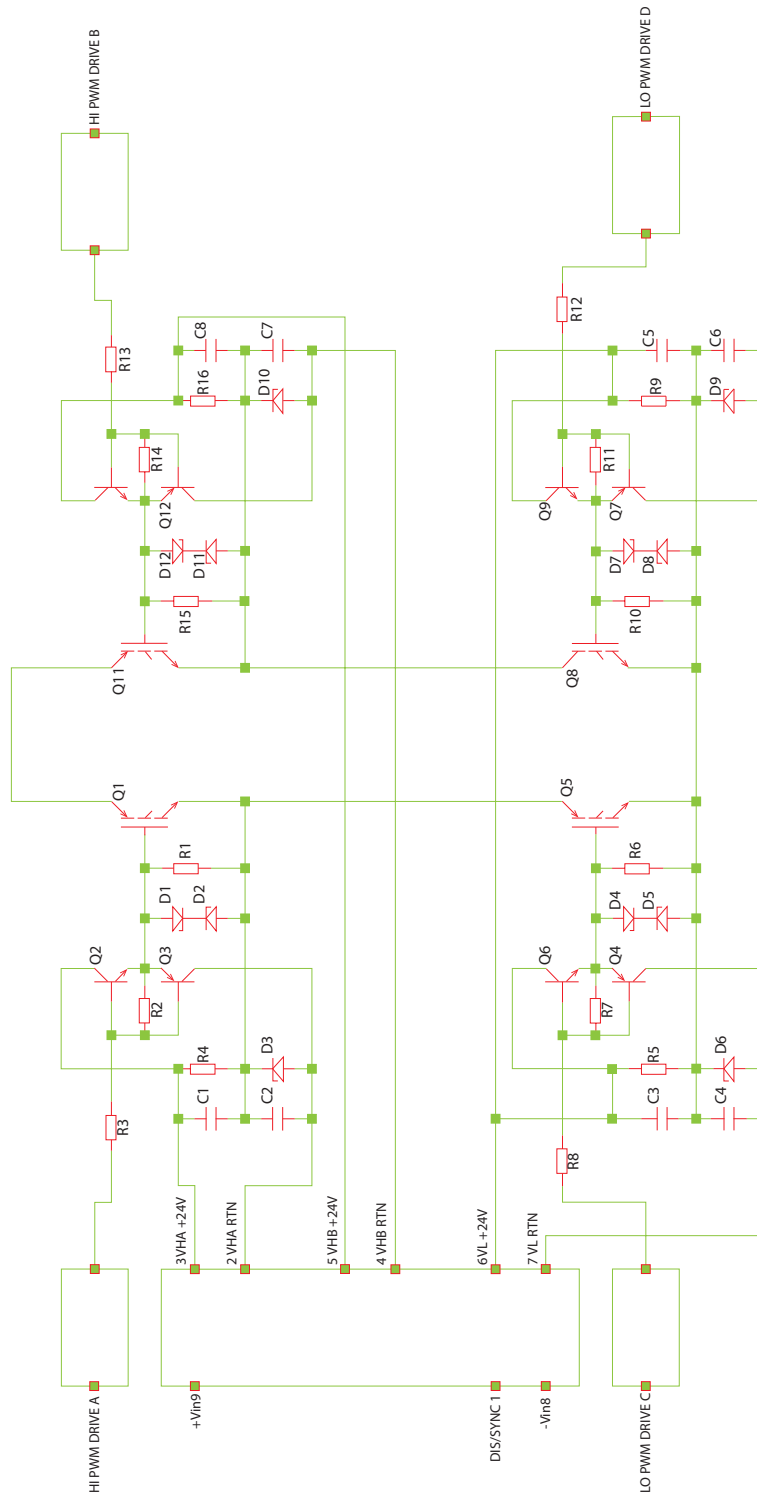 HI PWM DRIVE A
HI PWM DRIVE B
R3
3VHA +24V
2 VHA RTN
5 VHB +24V
4 VHB RTN
6VL +24V
7 VL RTN
+Vin9
DIS/SYNC 1
-Vin8
C1
C2
R4
D3
R2
Q2
Q3
D1
D2
R1
Q1
Q11
R15
D12
D11
Q12
R14
R13
R16
D10
C8
C7
LO PWM DRIVE C
LO PWM DRIVE D
R8
C3
C4
R5
D6
R7
Q6
Q4
D4
D5
R6
Q5
Q8
R10
D7
D8
Q9
Q7
R11
R12
R9
D9
C5
C6